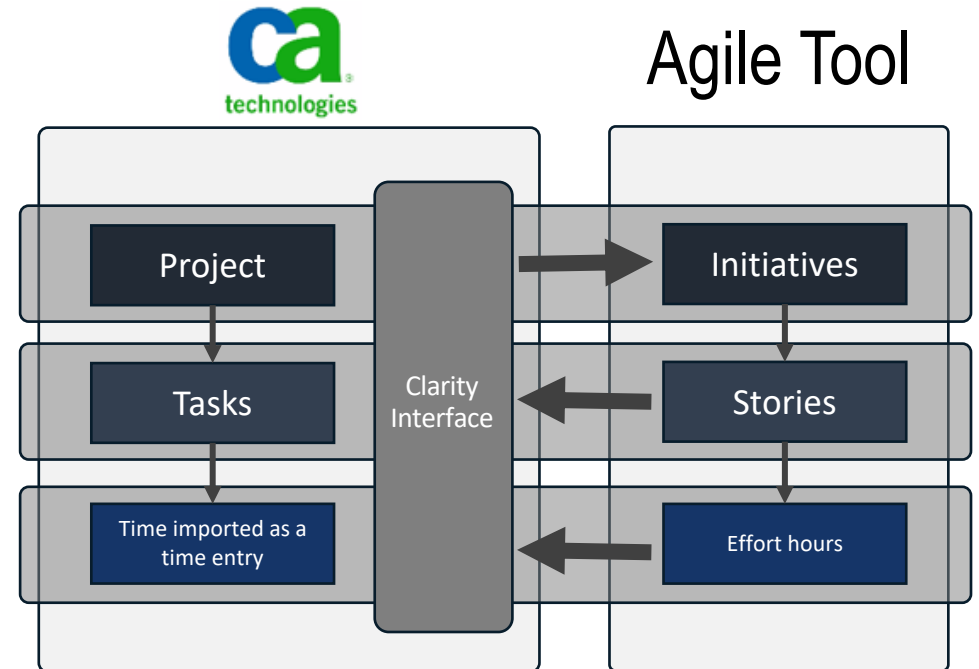 ca
technologies
Agile Tool
Project
Initiatives
Tasks
Clarity
Interface
Stories
Time imported as a
time entry
Effort hours